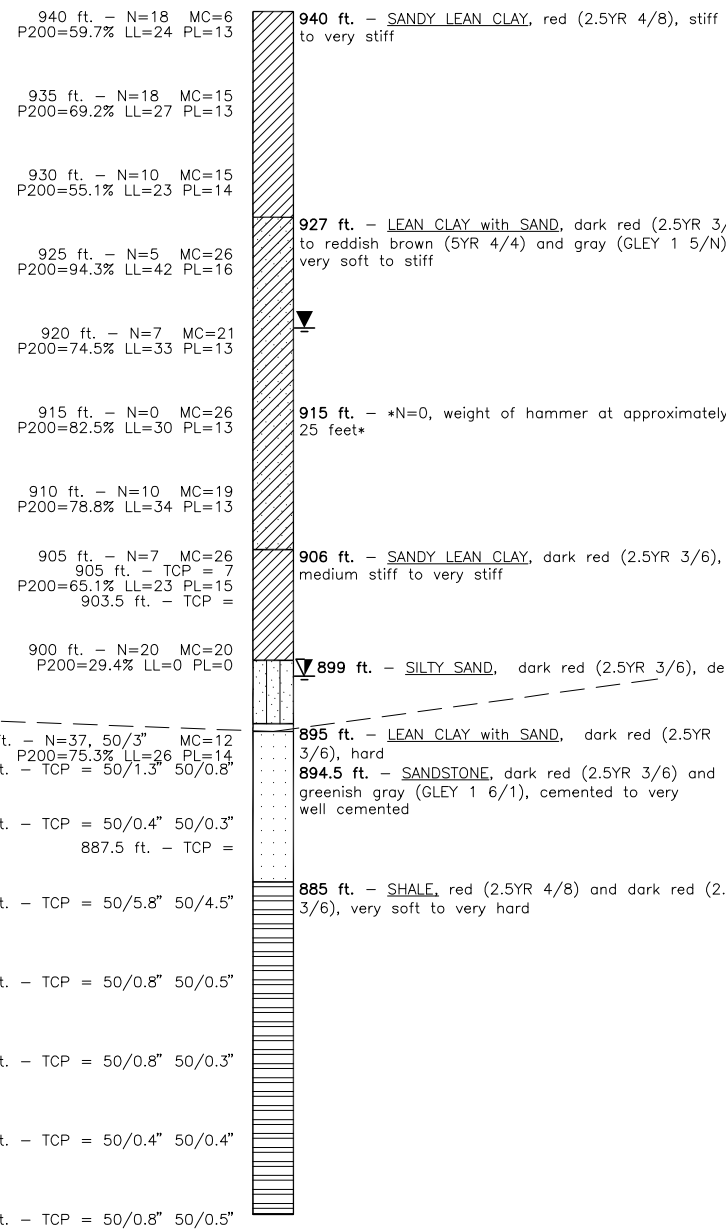 940 ft. – N=18 MC=6
P200=59.7% LL=24 PL=13
940 ft. – SANDY LEAN CLAY, red (2.5YR 4/8), stiff
to very stiff
935 ft. – N=18 MC=15
P200=69.2% LL=27 PL=13
930 ft. – N=10 MC=15
P200=55.1% LL=23 PL=14
927 ft. – LEAN CLAY with SAND, dark red (2.5YR 3/
to reddish brown (5YR 4/4) and gray (GLEY 1 5/N)
very soft to stiff
925 ft. – N=5 MC=26
P200=94.3% LL=42 PL=16
920 ft. – N=7 MC=21
P200=74.5% LL=33 PL=13
915 ft. – N=0 MC=26
P200=82.5% LL=30 PL=13
915 ft. – *N=0, weight of hammer at approximately
25 feet*
910 ft. – N=10 MC=19
P200=78.8% LL=34 PL=13
905 ft. – N=7 MC=26
905 ft. – TCP = 7
P200=65.1% LL=23 PL=15
903.5 ft. – TCP =
906 ft. – SANDY LEAN CLAY, dark red (2.5YR 3/6),
medium stiff to very stiff
900 ft. – N=20 MC=20
P200=29.4% LL=0 PL=0
899 ft. – SILTY SAND, dark red (2.5YR 3/6), de
ft. – N=37, 50/3" MC=12
P200=75.3% LL=26 PL=14
ft. – TCP = 50/1.3" 50/0.8"
895 ft. – LEAN CLAY with SAND, dark red (2.5YR
3/6), hard
894.5 ft. – SANDSTONE, dark red (2.5YR 3/6) and
greenish gray (GLEY 1 6/1), cemented to very
well cemented
ft. – TCP = 50/0.4" 50/0.3"
887.5 ft. – TCP =
885 ft. – SHALE, red (2.5YR 4/8) and dark red (2.
3/6), very soft to very hard
ft. – TCP = 50/5.8" 50/4.5"
ft. – TCP = 50/0.8" 50/0.5"
ft. – TCP = 50/0.8" 50/0.3"
ft. – TCP = 50/0.4" 50/0.4"
ft. – TCP = 50/0.8" 50/0.5"